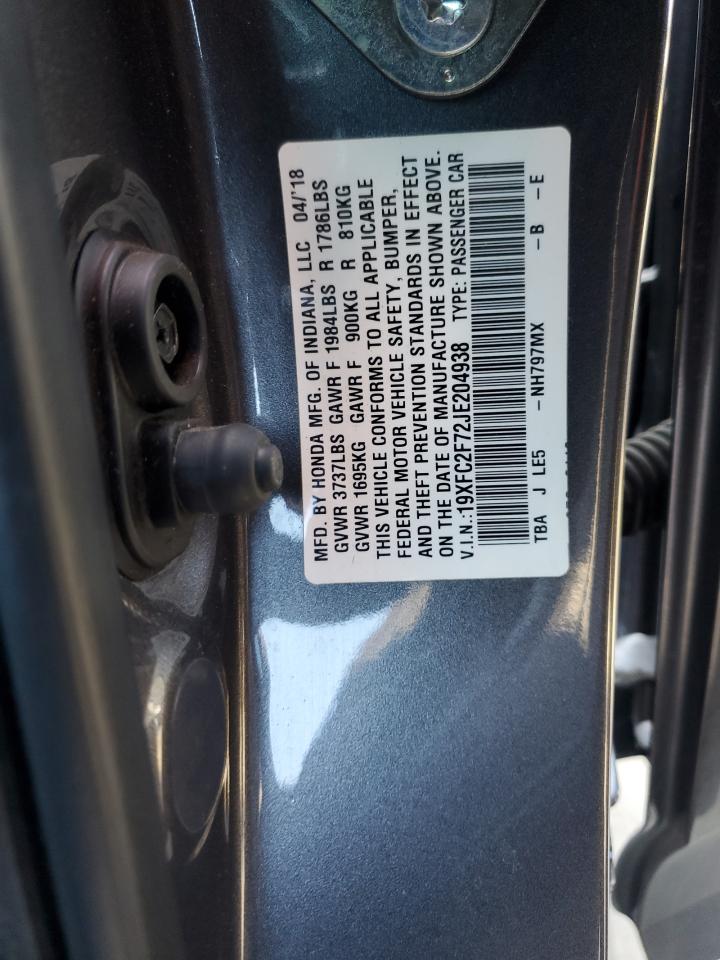 MFD. BY HONDA MFG. OF INDIANA, LLC 04/'18
GVWR 3737LBS GAWR F 1984LBS R 1786LBS
GVWR 1695KG GAWR F 900KG R 810KG
THIS VEHICLE CONFORMS TO ALL APPLICABLE
FEDERAL MOTOR VEHICLE SAFETY, BUMPER,
AND THEFT PREVENTION STANDARDS IN EFFECT
ON THE DATE OF MANUFACTURE SHOWN ABOVE.
V.I.N.:19XFC2F72JE204938 TYPE: PASSENGER CAR
TBA J LE5 -NH797MX -B -E